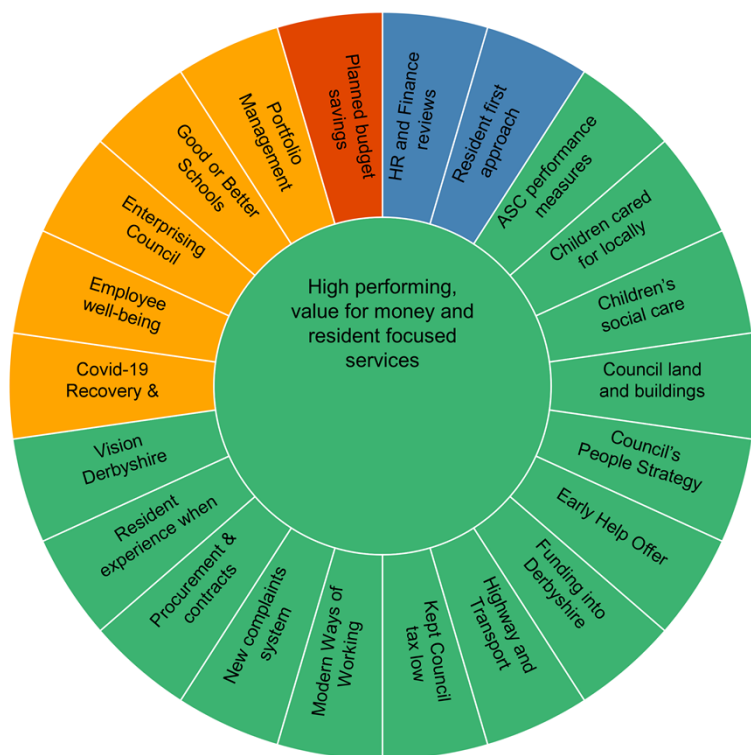 High performing,
value for money and
resident focused
services
HR and Finance
reviews
Resident first
approach
ASC performance
measures
Children cared
for locally
Children's
social care
Council land
and buildings
Council's
People Strategy
Early Help Offer
Funding into
Derbyshire
Highway and
Transport
Kept Council
tax low
Modern Ways of
Working
New complaints
system
Procurement &
contracts
Resident
experience when
Vision
Derbyshire
Covid-19
Recovery &
Employee
well-being
Enterprising
Council
Good or Better
Schools
Portfolio
Management
Planned budget
savings